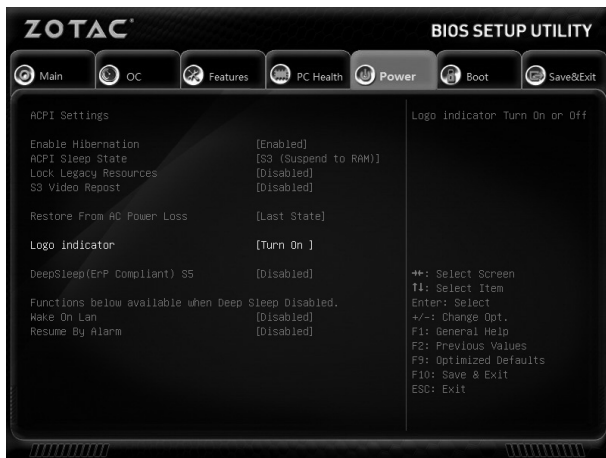 ZOTAC
BIOS SETUP UTILITY
Main OC Features PC Health Power Boot Save&Exit
ACPI Settings
Enable Hibernation [Enabled]
ACPI Sleep State [S3 (Suspend to RAM)]
Lock Legacy Resources [Disabled]
S3 Video Repost [Disabled]
Restore From AC Power Loss [Last State]
Logo indicator [Turn On ]
DeepSleep(ErP Compliant) S5 [Disabled]
Functions below available when Deep Sleep Disabled.
Wake On Lan [Disabled]
Resume By Alarm [Disabled]
Logo indicator Turn On or Off
→←: Select Screen
↑↓: Select Item
Enter: Select
+/-: Change Opt.
F1: General Help
F2: Previous Values
F9: Optimized Defaults
F10: Save & Exit
ESC: Exit